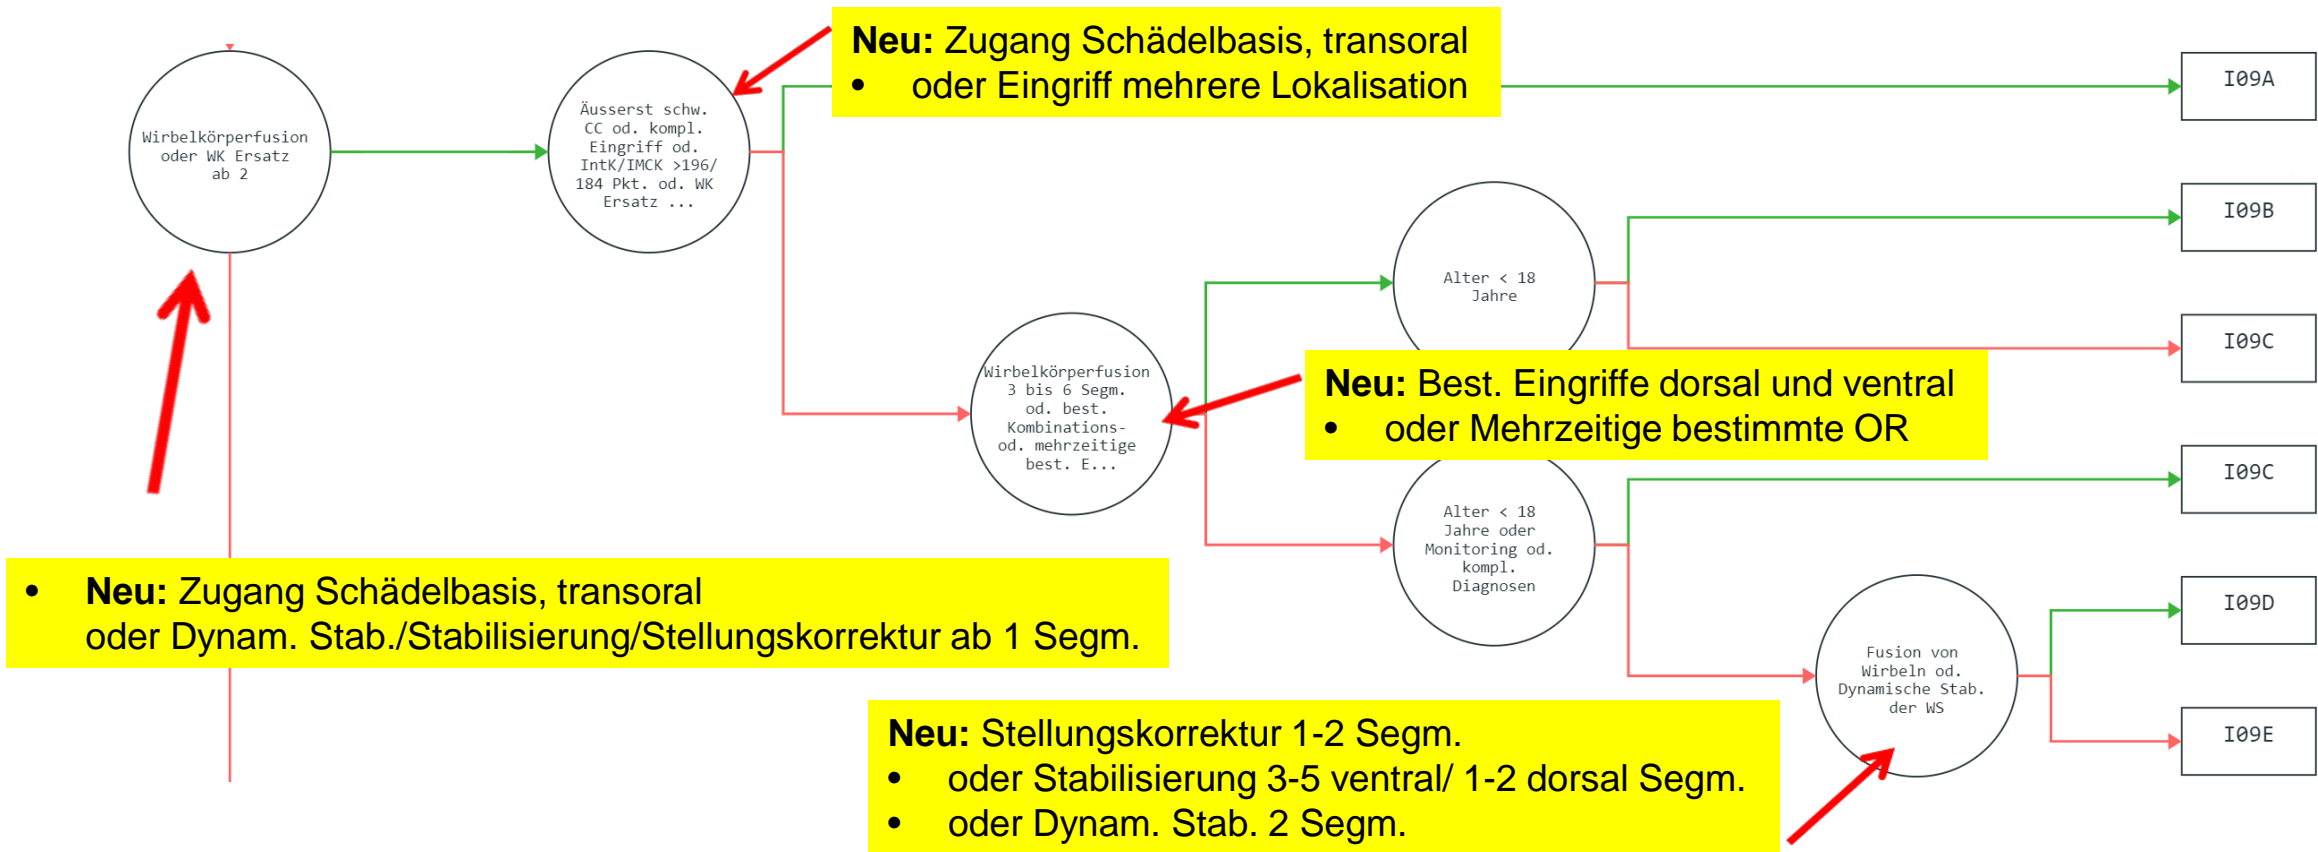 Neu: Zugang Schädelbasis, transoral
• oder Eingriff mehrere Lokalisation
I09A
Wirbelkörperfusion
oder WK Ersatz
ab 2
Äusserst schw.
CC od. kompl.
Eingriff od.
IntK/IMCK >196/
184 Pkt. od. WK
Ersatz ...
I09B
Alter < 18
Jahre
I09C
Wirbelkörperfusion
3 bis 6 Segm.
od. best.
Kombinations-
od. mehrzeitige
best. E...
Neu: Best. Eingriffe dorsal und ventral
• oder Mehrzeitige bestimmte OR
I09C
Alter < 18
Jahre oder
Monitoring od.
kompl.
Diagnosen
• Neu: Zugang Schädelbasis, transoral
oder Dynam. Stab./Stabilisierung/Stellungskorrektur ab 1 Segm.
I09D
Fusion von
Wirbeln od.
Dynamische Stab.
der WS
I09E
Neu: Stellungskorrektur 1-2 Segm.
• oder Stabilisierung 3-5 ventral/ 1-2 dorsal Segm.
• oder Dynam. Stab. 2 Segm.